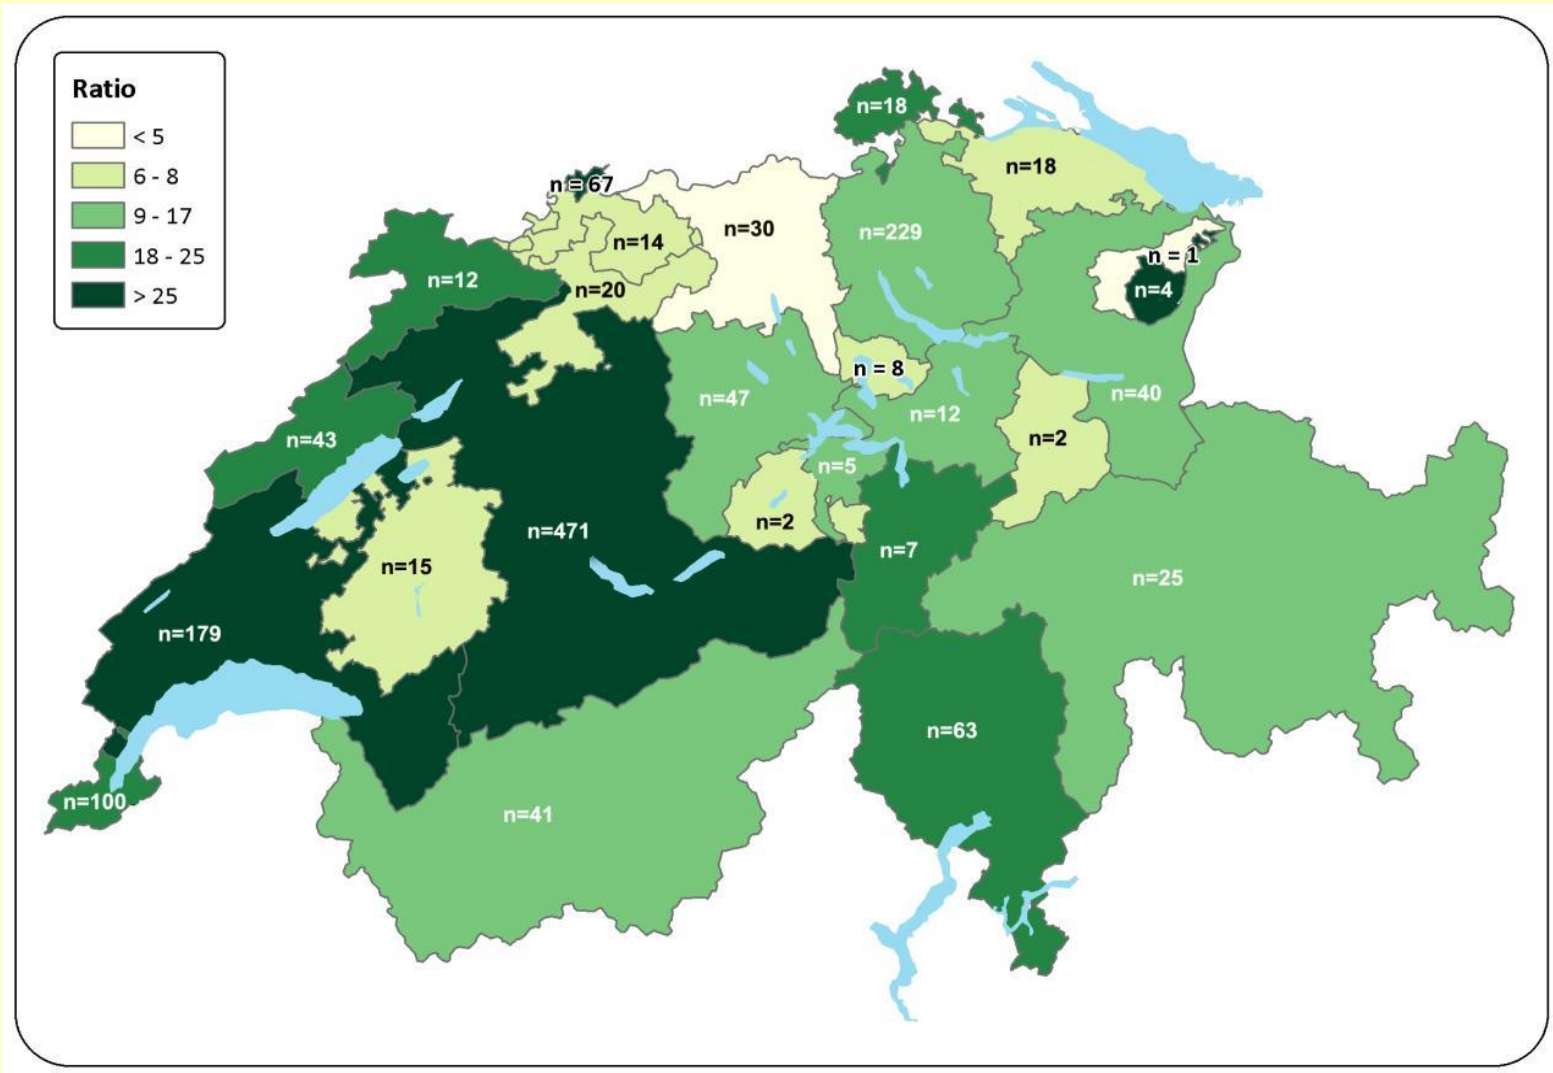 Ratio
< 5
6 - 8
9 - 17
18 - 25
> 25
n=18
n=18
n = 67
n=30
n=14
n=229
n = 1
n=12
n=20
n=4
n = 8
n=47
n=12
n=40
n=43
n=2
n=5
n=2
n=471
n=7
n=15
n=25
n=179
n=63
n=100
n=41